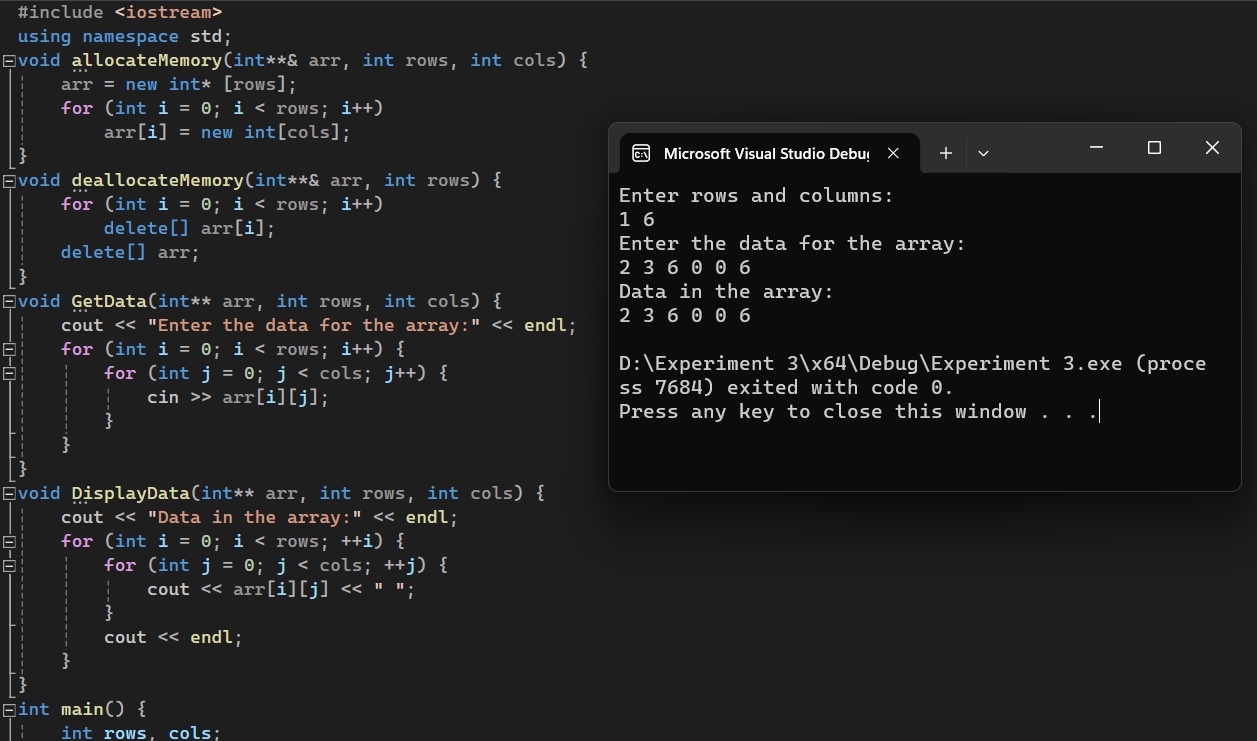 #include <iostream>
using namespace std;
void allocateMemory(int**& arr, int rows, int cols) {
    arr = new int* [rows];
    for (int i = 0; i < rows; i++)
        arr[i] = new int[cols];
}
void deallocateMemory(int**& arr, int rows) {
    for (int i = 0; i < rows; i++)
        delete[] arr[i];
    delete[] arr;
}
void GetData(int** arr, int rows, int cols) {
    cout << "Enter the data for the array:" << endl;
    for (int i = 0; i < rows; i++) {
        for (int j = 0; j < cols; j++) {
            cin >> arr[i][j];
        }
    }
}
void DisplayData(int** arr, int rows, int cols) {
    cout << "Data in the array:" << endl;
    for (int i = 0; i < rows; ++i) {
        for (int j = 0; j < cols; ++j) {
            cout << arr[i][j] << " ";
        }
        cout << endl;
    }
}
int main() {
    int rows, cols;
Microsoft Visual Studio Debug
Enter rows and columns:
1 6
Enter the data for the array:
2 3 6 0 0 6
Data in the array:
2 3 6 0 0 6
D:\Experiment 3\x64\Debug\Experiment 3.exe (proce
ss 7684) exited with code 0.
Press any key to close this window . . .